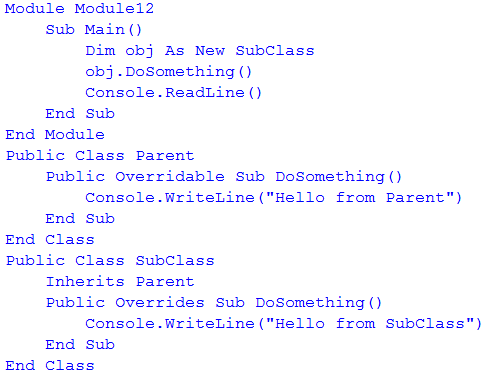 Module Module12
    Sub Main()
        Dim obj As New SubClass
        obj.DoSomething()
        Console.ReadLine()
    End Sub
End Module
Public Class Parent
    Public Overridable Sub DoSomething()
        Console.WriteLine("Hello from Parent")
    End Sub
End Class
Public Class SubClass
    Inherits Parent
    Public Overrides Sub DoSomething()
        Console.WriteLine("Hello from SubClass")
    End Sub
End Class